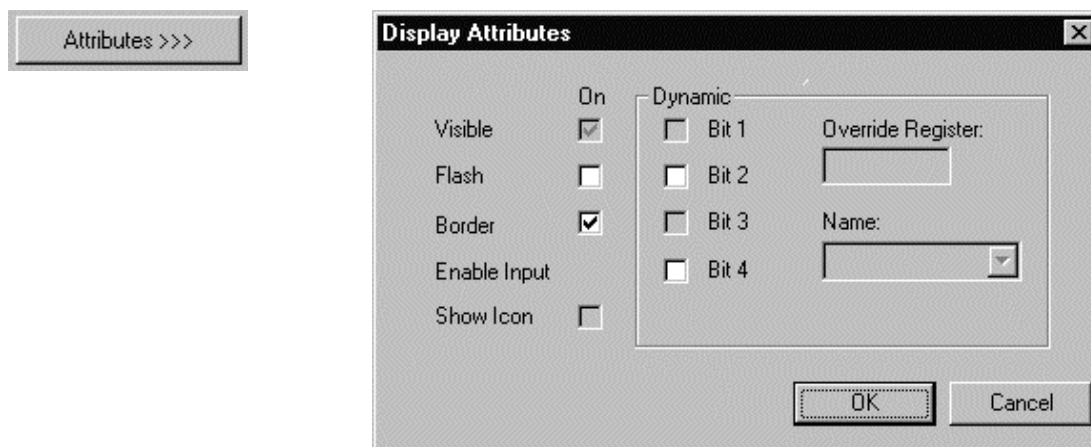 Attributes >>>
Display Attributes
On
Dynamic
Visible
Bit 1
Override Register:
Flash
Bit 2
Border
Bit 3
Name:
Enable Input
Bit 4
Show Icon
OK
Cancel